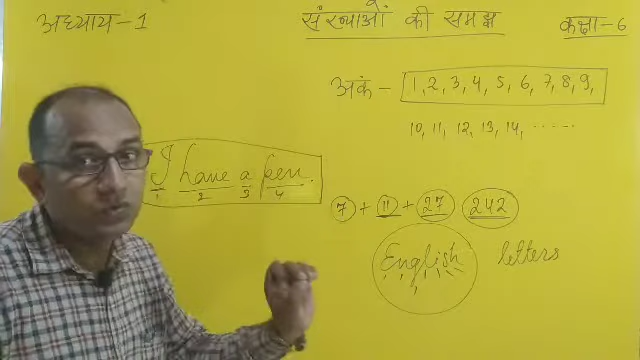 अध्याय-1
संख्याओं की समझ
कक्षा-6
अंक - 1, 2, 3, 4, 5, 6, 7, 8, 9,
10, 11, 12, 13, 14, ......
I have a pen.
1 2 3 4
7 + 11 + 27 242
English letters